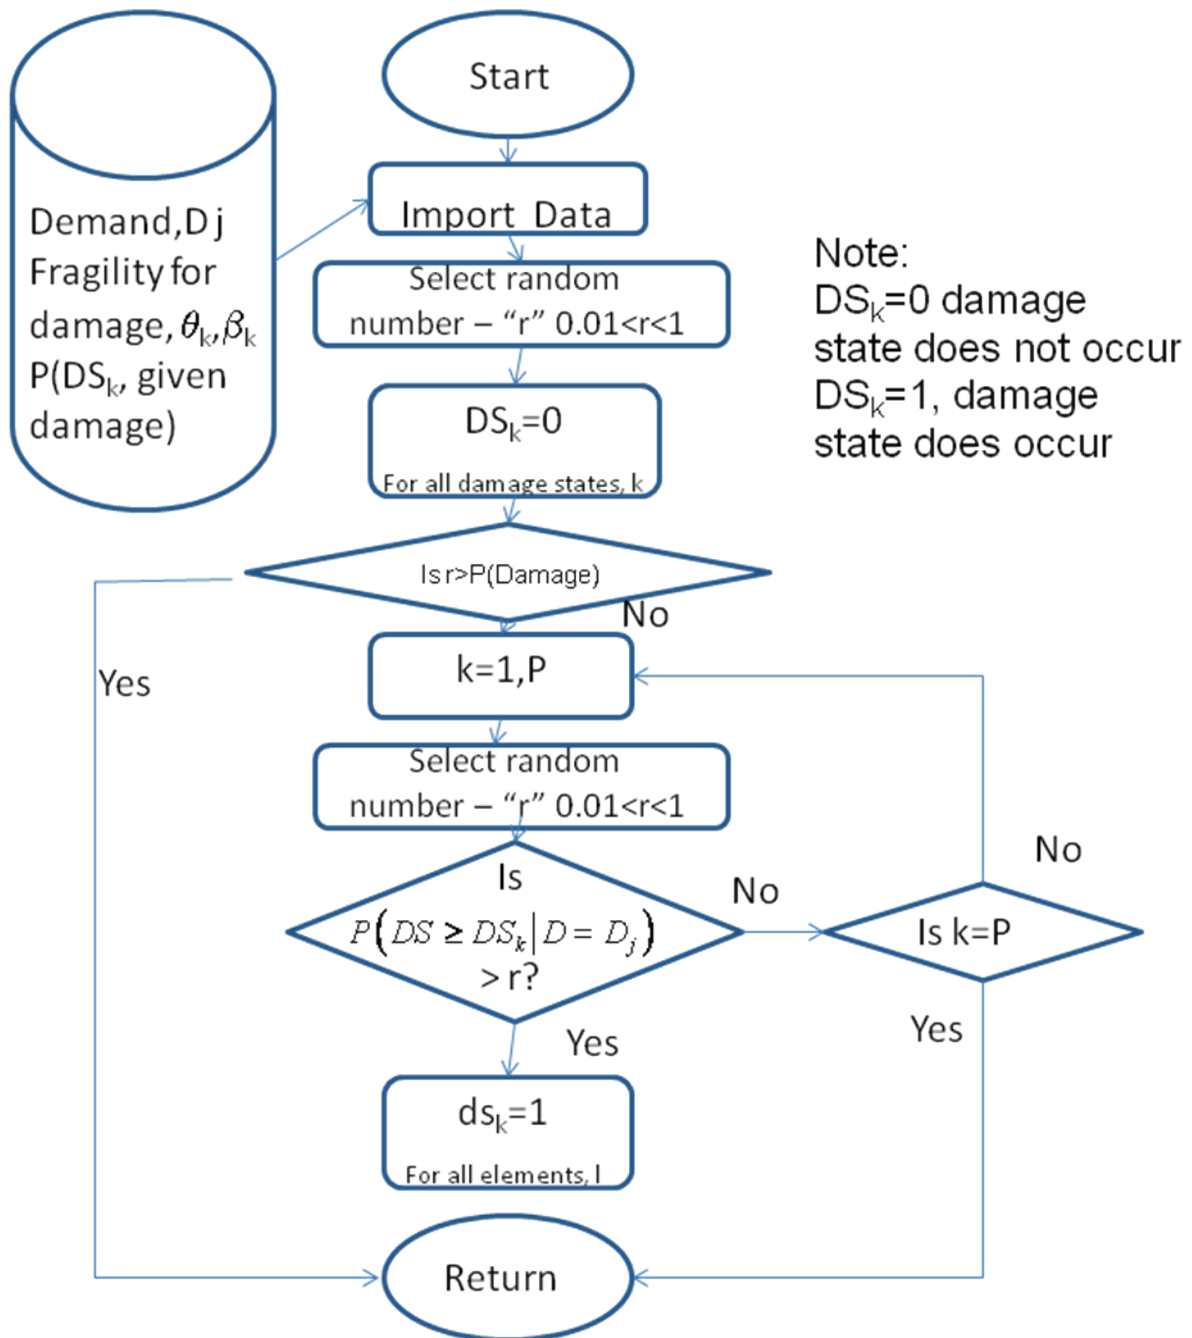 Start
Demand,Dj
Fragility for
damage, θk,βk
P(DSk, given
damage)
Import Data
Select random
number – “r” 0.01<r<1
Note:
DSk=0 damage
state does not occur
DSk=1, damage
state does occur
DSk=0
For all damage states, k
Is r>P(Damage)
No
Yes
k=1,P
Select random
number – “r” 0.01<r<1
Is
P(DS ≥ DSk|D = Dj)
> r?
No
No
Is k=P
Yes
Yes
dsk=1
For all elements, l
Return